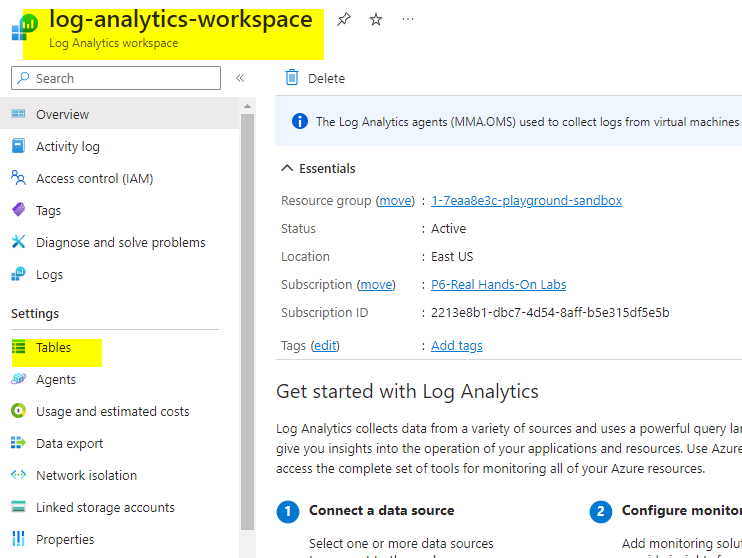 log-analytics-workspace
Log Analytics workspace
Search
Delete
Overview
Activity log
Access control (IAM)
Tags
Diagnose and solve problems
Logs
Settings
Tables
Agents
Usage and estimated costs
Data export
Network isolation
Linked storage accounts
Properties
The Log Analytics agents (MMA.OMS) used to collect logs from virtual machines
Essentials
Resource group (move) : 1-7eaa8e3c-playground-sandbox
Status : Active
Location : East US
Subscription (move) : P6-Real Hands-On Labs
Subscription ID : 2213e8b1-dbc7-4d54-8aff-b5e315df5e5b
Tags (edit) : Add tags
Get started with Log Analytics
Log Analytics collects data from a variety of sources and uses a powerful query lan
give you insights into the operation of your applications and resources. Use Azure
access the complete set of tools for monitoring all of your Azure resources.
1 Connect a data source
Select one or more data sources
2 Configure monitor
Add monitoring solut